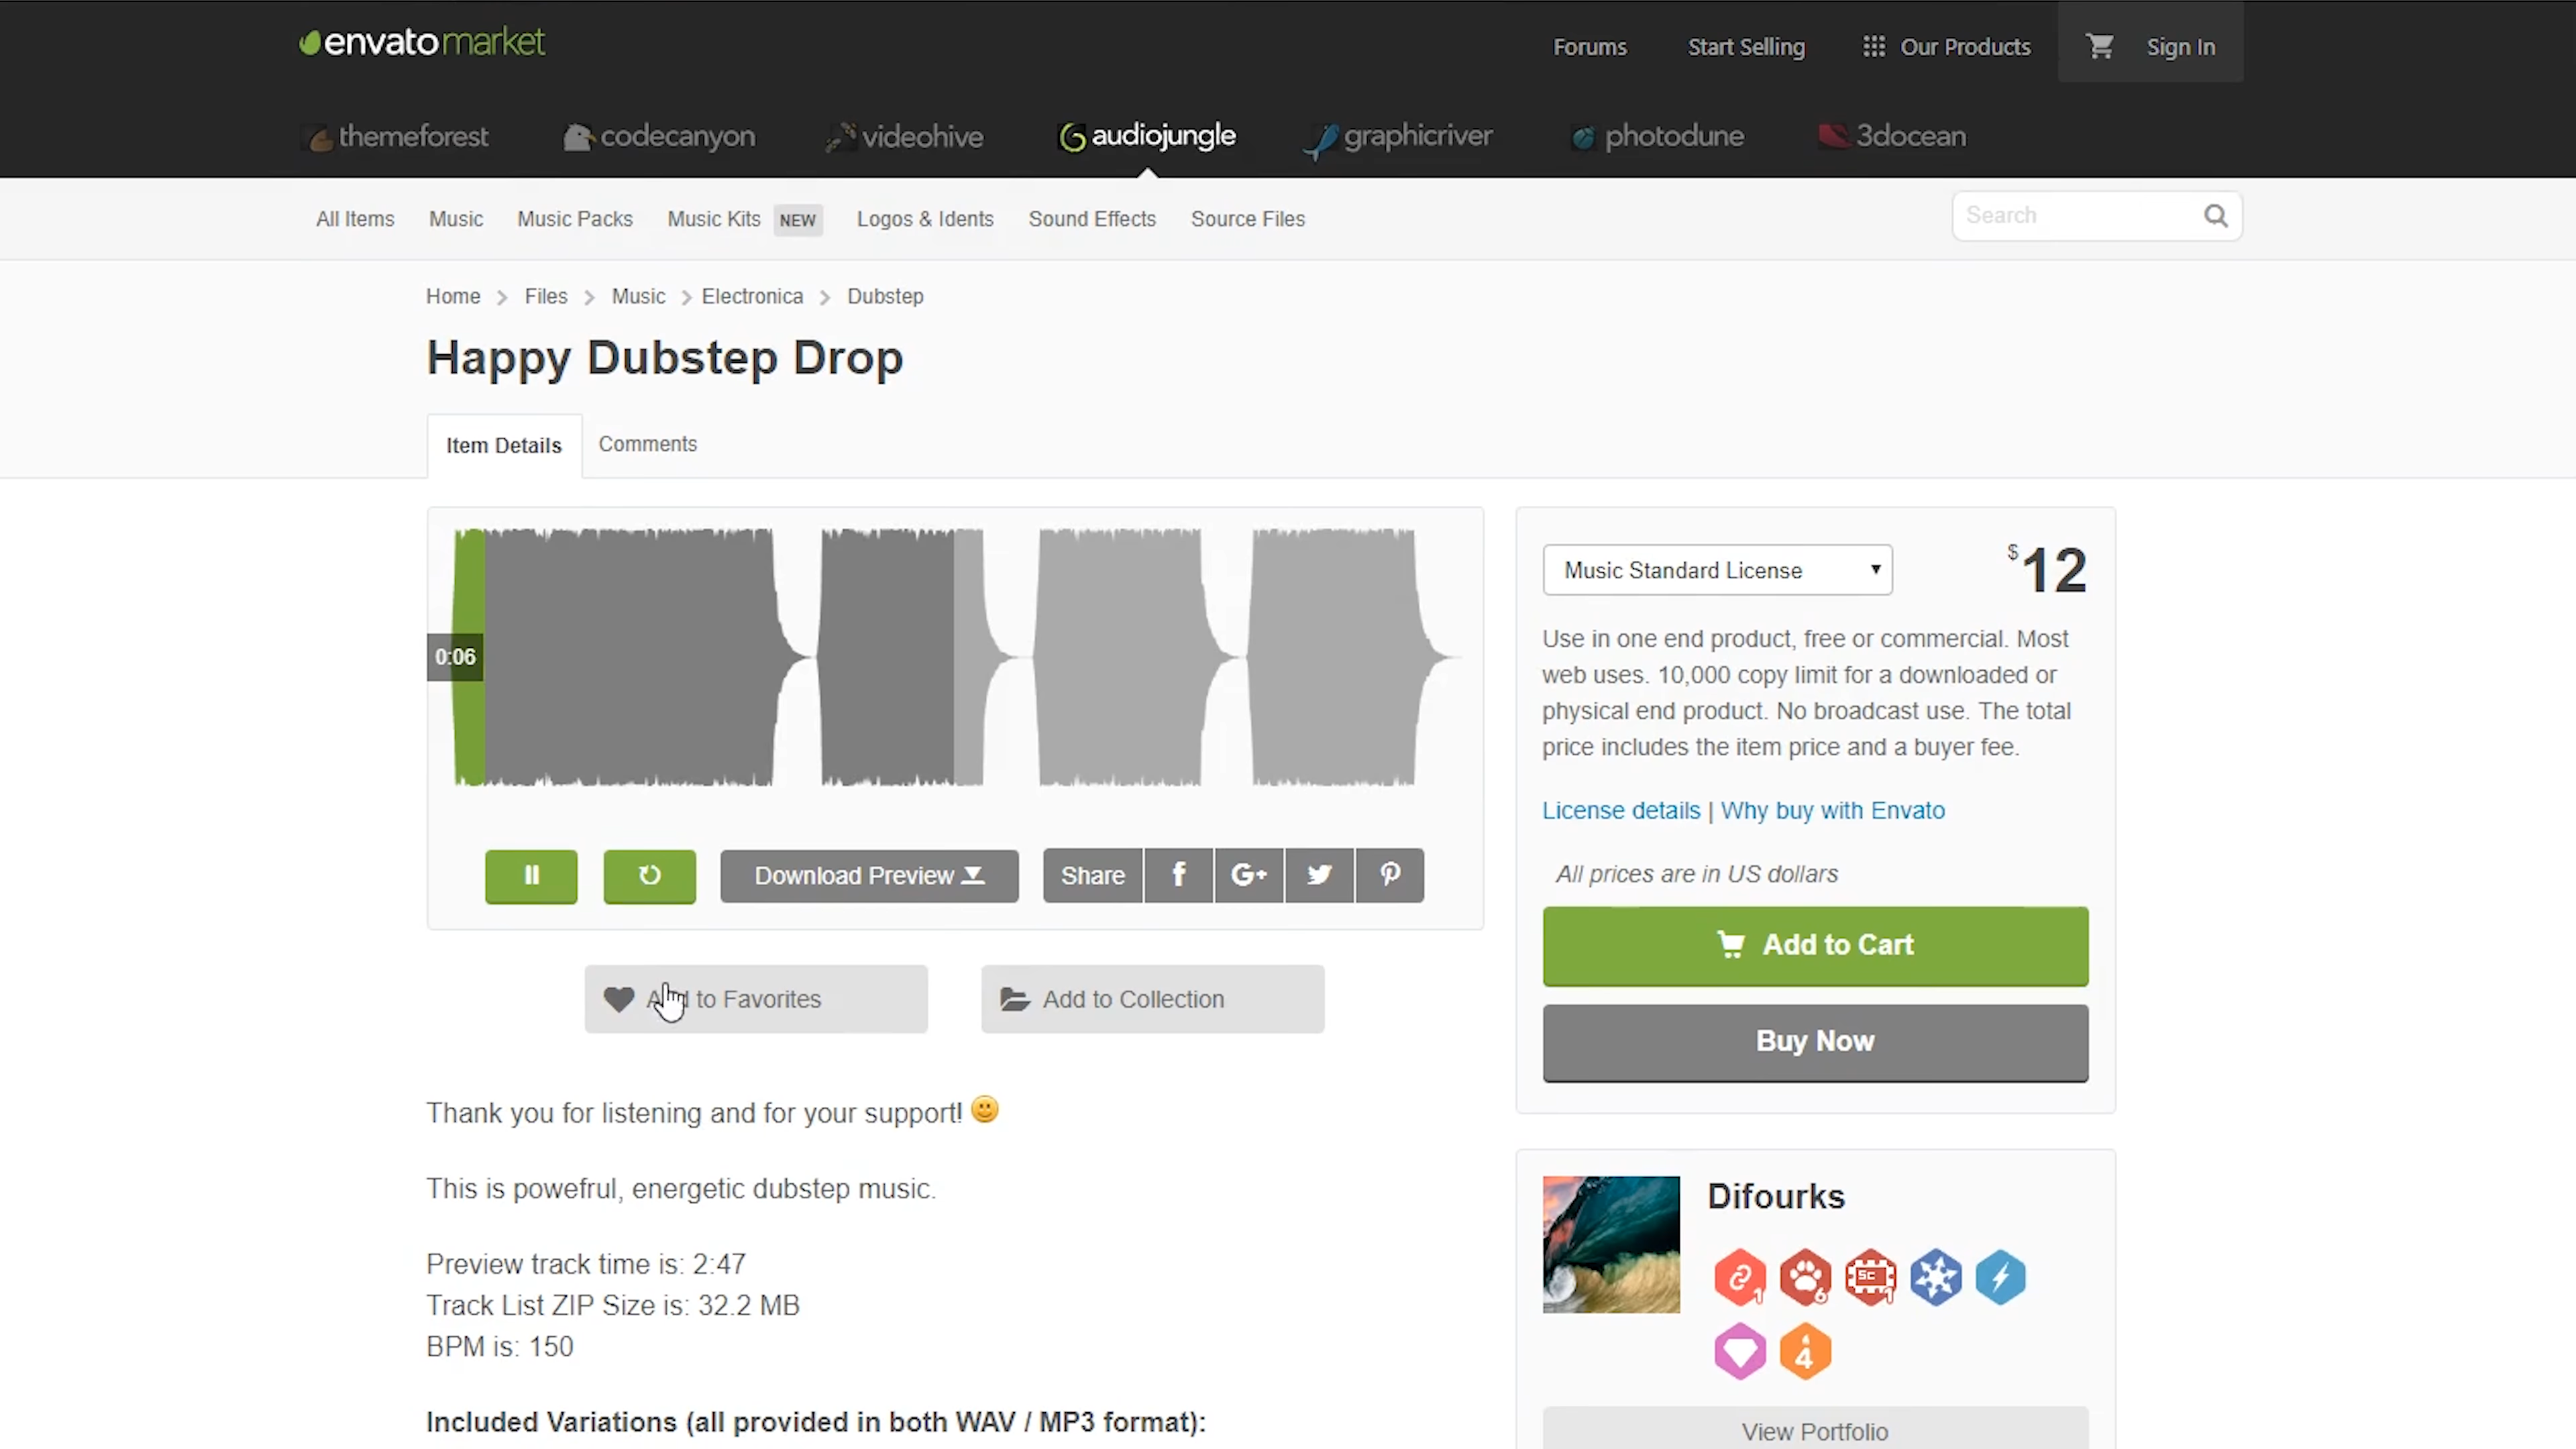 envatomarket
Forums Start Selling Our Products Sign In
themeforest codecanyon videohive audiojungle graphicriver photodune 3docean
All Items Music Music Packs Music Kits NEW Logos & Idents Sound Effects Source Files Search
Home Files Music Electronica Dubstep
Happy Dubstep Drop
Item Details Comments
0:06
Download Preview Share f G+
Add to Favorites Add to Collection
Thank you for listening and for your support!
This is powefrul, energetic dubstep music.
Preview track time is: 2:47
Track List ZIP Size is: 32.2 MB
BPM is: 150
Included Variations (all provided in both WAV / MP3 format):
Music Standard License $12
Use in one end product, free or commercial. Most
web uses. 10,000 copy limit for a downloaded or
physical end product. No broadcast use. The total
price includes the item price and a buyer fee.
License details | Why buy with Envato
All prices are in US dollars
Add to Cart
Buy Now
Difourks
1 6 SC 1
4
View Portfolio